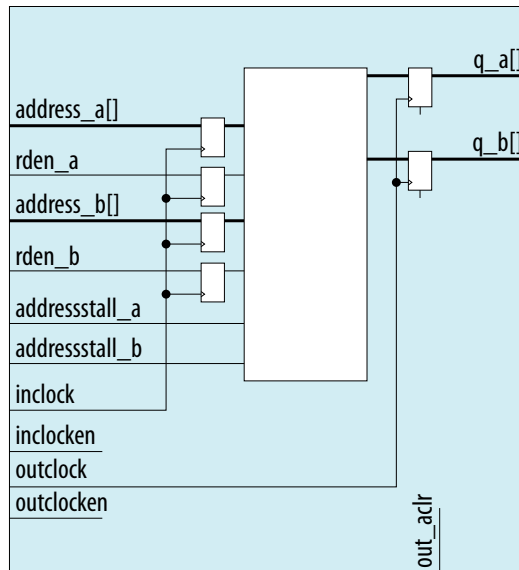 q_a[]
address_a[]
q_b[]
rden_a
address_b[]
rden_b
addressstall_a
addressstall_b
inclock
inclocken
outclock
outclocken
out_aclr